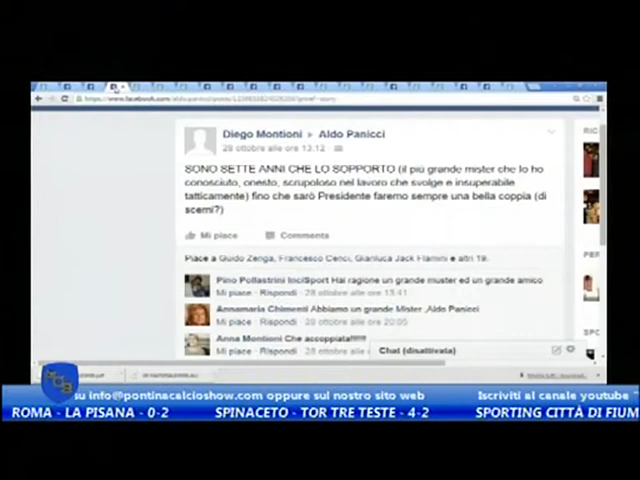 Diego Montioni ▸ Aldo Panicci
28 ottobre alle ore 13.12
SONO SETTE ANNI CHE LO SOPPORTO (il più grande mister che lo ho
conosciuto, onesto, scrupoloso nel lavoro che svolge e insuperabile
tatticamente) fino che sarò Presidente faremo sempre una bella coppia (di
scemi?)
Mi piace Commenta
Piace a Guido Zenga, Francesco Cenci, Gianluca Jack Flamini e altri 19.
Pino Pollastrini InciSport Hai ragione un grande muster ed un grande amico
Mi piace · Rispondi · 28 ottobre alle ore 13:41
Annamaria Chimenti Abbiamo un grande Mister ,Aldo Panicci
Mi piace · Rispondi · 28 ottobre alle ore 20:05
Anna Montioni Che accoppiata!!!!!!
Mi piace · Rispondi · 28 ottobre alle ore
Chat (disattivata)
su info@pontinacalcioshow.com oppure sul nostro sito web Iscriviti al canale youtube "
ROMA - LA PISANA - 0-2 SPINACETO - TOR TRE TESTE - 4-2 SPORTING CITTÀ DI FIUM